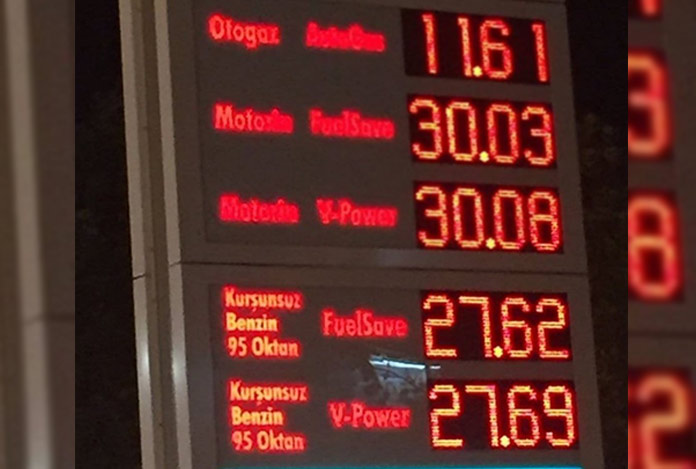 Otogaz AutoGas 11.61
Motorin FuelSave 30.03
Motorin V-Power 30.08
Kurşunsuz
Benzin FuelSave 27.62
95 Oktan
Kurşunsuz
Benzin V-Power 27.69
95 Oktan